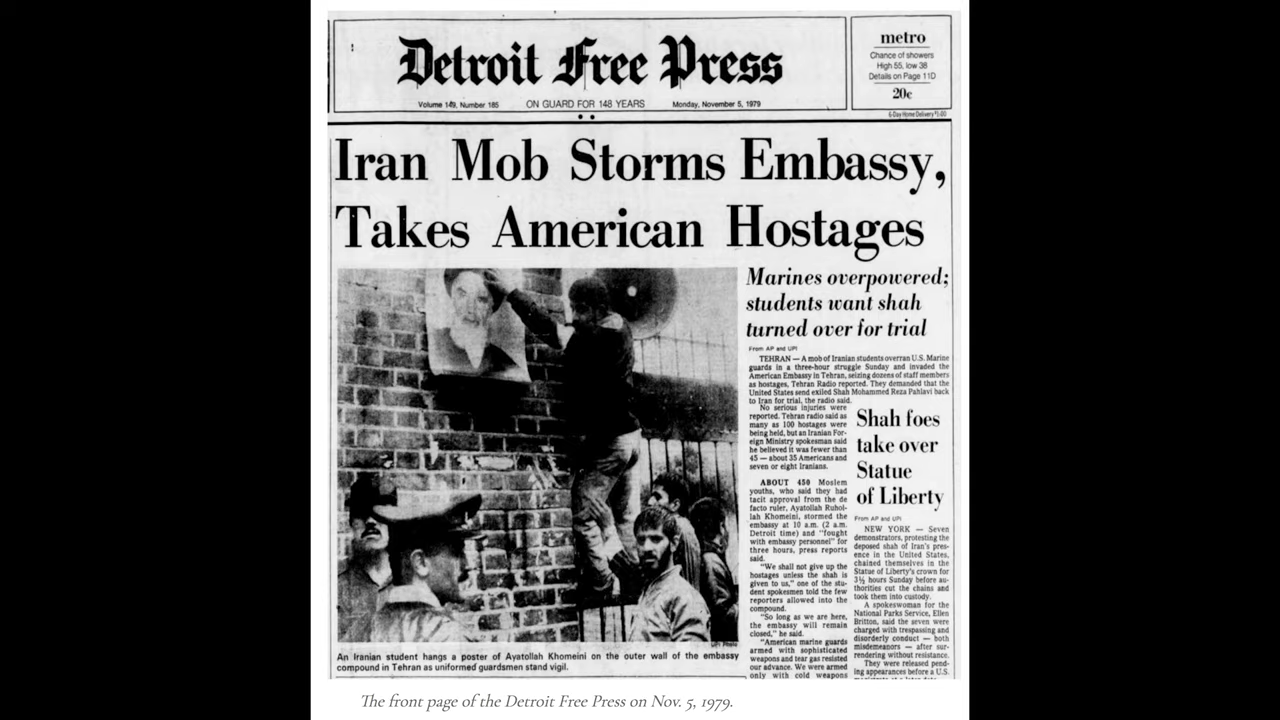 Detroit Free Press
Volume 149, Number 185
ON GUARD FOR 148 YEARS
Monday, November 5, 1979
metro
Chance of showers
High 55, low 38
Details on Page 11D
20c
6-Day Home Delivery $1.00
Iran Mob Storms Embassy,
Takes American Hostages
Marines overpowered;
students want shah
turned over for trial
From AP and UPI
TEHRAN — A mob of Iranian students overran U.S. Marine
guards in a three-hour struggle Sunday and invaded the
American Embassy in Tehran, seizing dozens of staff members
as hostages, Tehran Radio reported. They demanded that the
United States send exiled Shah Mohammed Reza Pahlavi back
to Iran for trial, the radio said.
No serious injuries were
reported. Tehran radio said as
many as 100 hostages were
being held, but an Iranian For-
eign Ministry spokesman said
he believed it was fewer than
45 — about 35 Americans and
seven or eight Iranians.
ABOUT 450 Moslem
youths, who said they had
tacit approval from the de
facto ruler, Ayatollah Ruhol-
lah Khomeini, stormed the
embassy at 10 a.m. (2 a.m.
Detroit time) and "fought
with embassy personnel" for
three hours, press reports
said.
"We shall not give up the
hostages unless the shah is
given to us," one of the stu-
dent spokesmen told the few
reporters allowed into the
compound.
"So long as we are here,
the embassy will remain
closed," he said.
"American marine guards
armed with sophisticated
weapons and tear gas resisted
our advance. We were armed
only with cold weapons
Shah foes
take over
Statue
of Liberty
From AP and UPI
NEW YORK — Seven
demonstrators, protesting the
deposed shah of Iran's pres-
ence in the United States,
chained themselves in the
Statue of Liberty's crown for
3½ hours Sunday before au-
thorities cut the chains and
took them into custody.
A spokeswoman for the
National Parks Service, Ellen
Britton, said the seven were
charged with trespassing and
disorderly conduct — both
misdemeanors — after sur-
rendering without resistance.
They were released pend-
ing appearances before a U.S.
UPI Photo
An Iranian student hangs a poster of Ayatollah Khomeini on the outer wall of the embassy
compound in Tehran as uniformed guardsmen stand vigil.
The front page of the Detroit Free Press on Nov. 5, 1979.